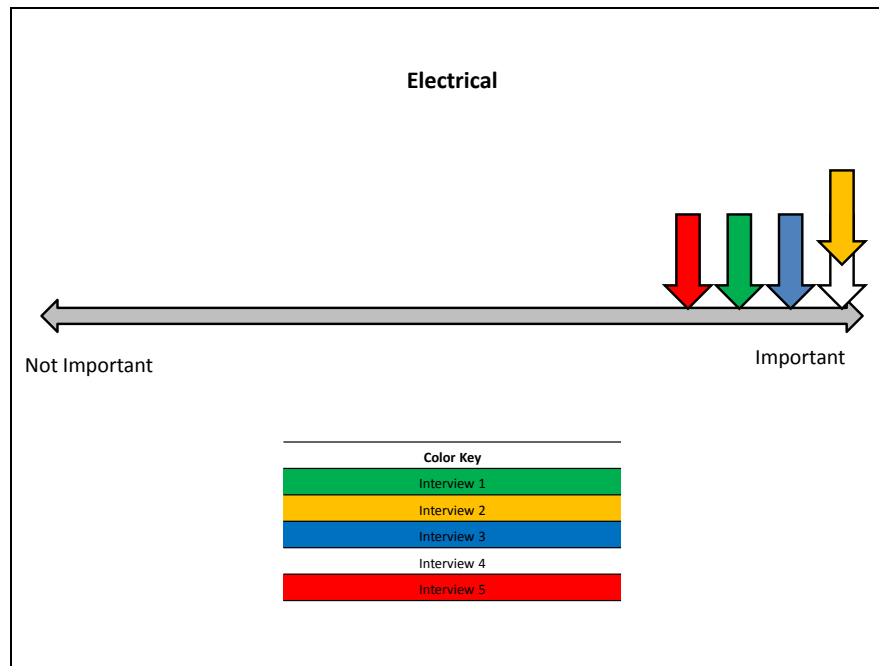 Electrical
Not Important
Important
Color Key
Interview 1
Interview 2
Interview 3
Interview 4
Interview 5